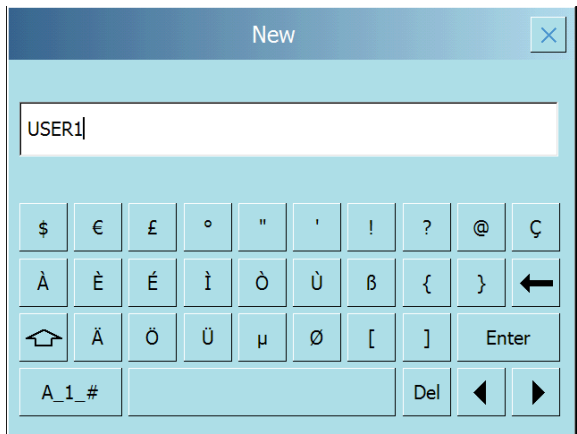 New
USER1
$ € £ ° " ' ! ? @ Ç
À È É Ì Ò Ù ß { }
Ä Ö Ü µ Ø [ ] Enter
A_1_# Del